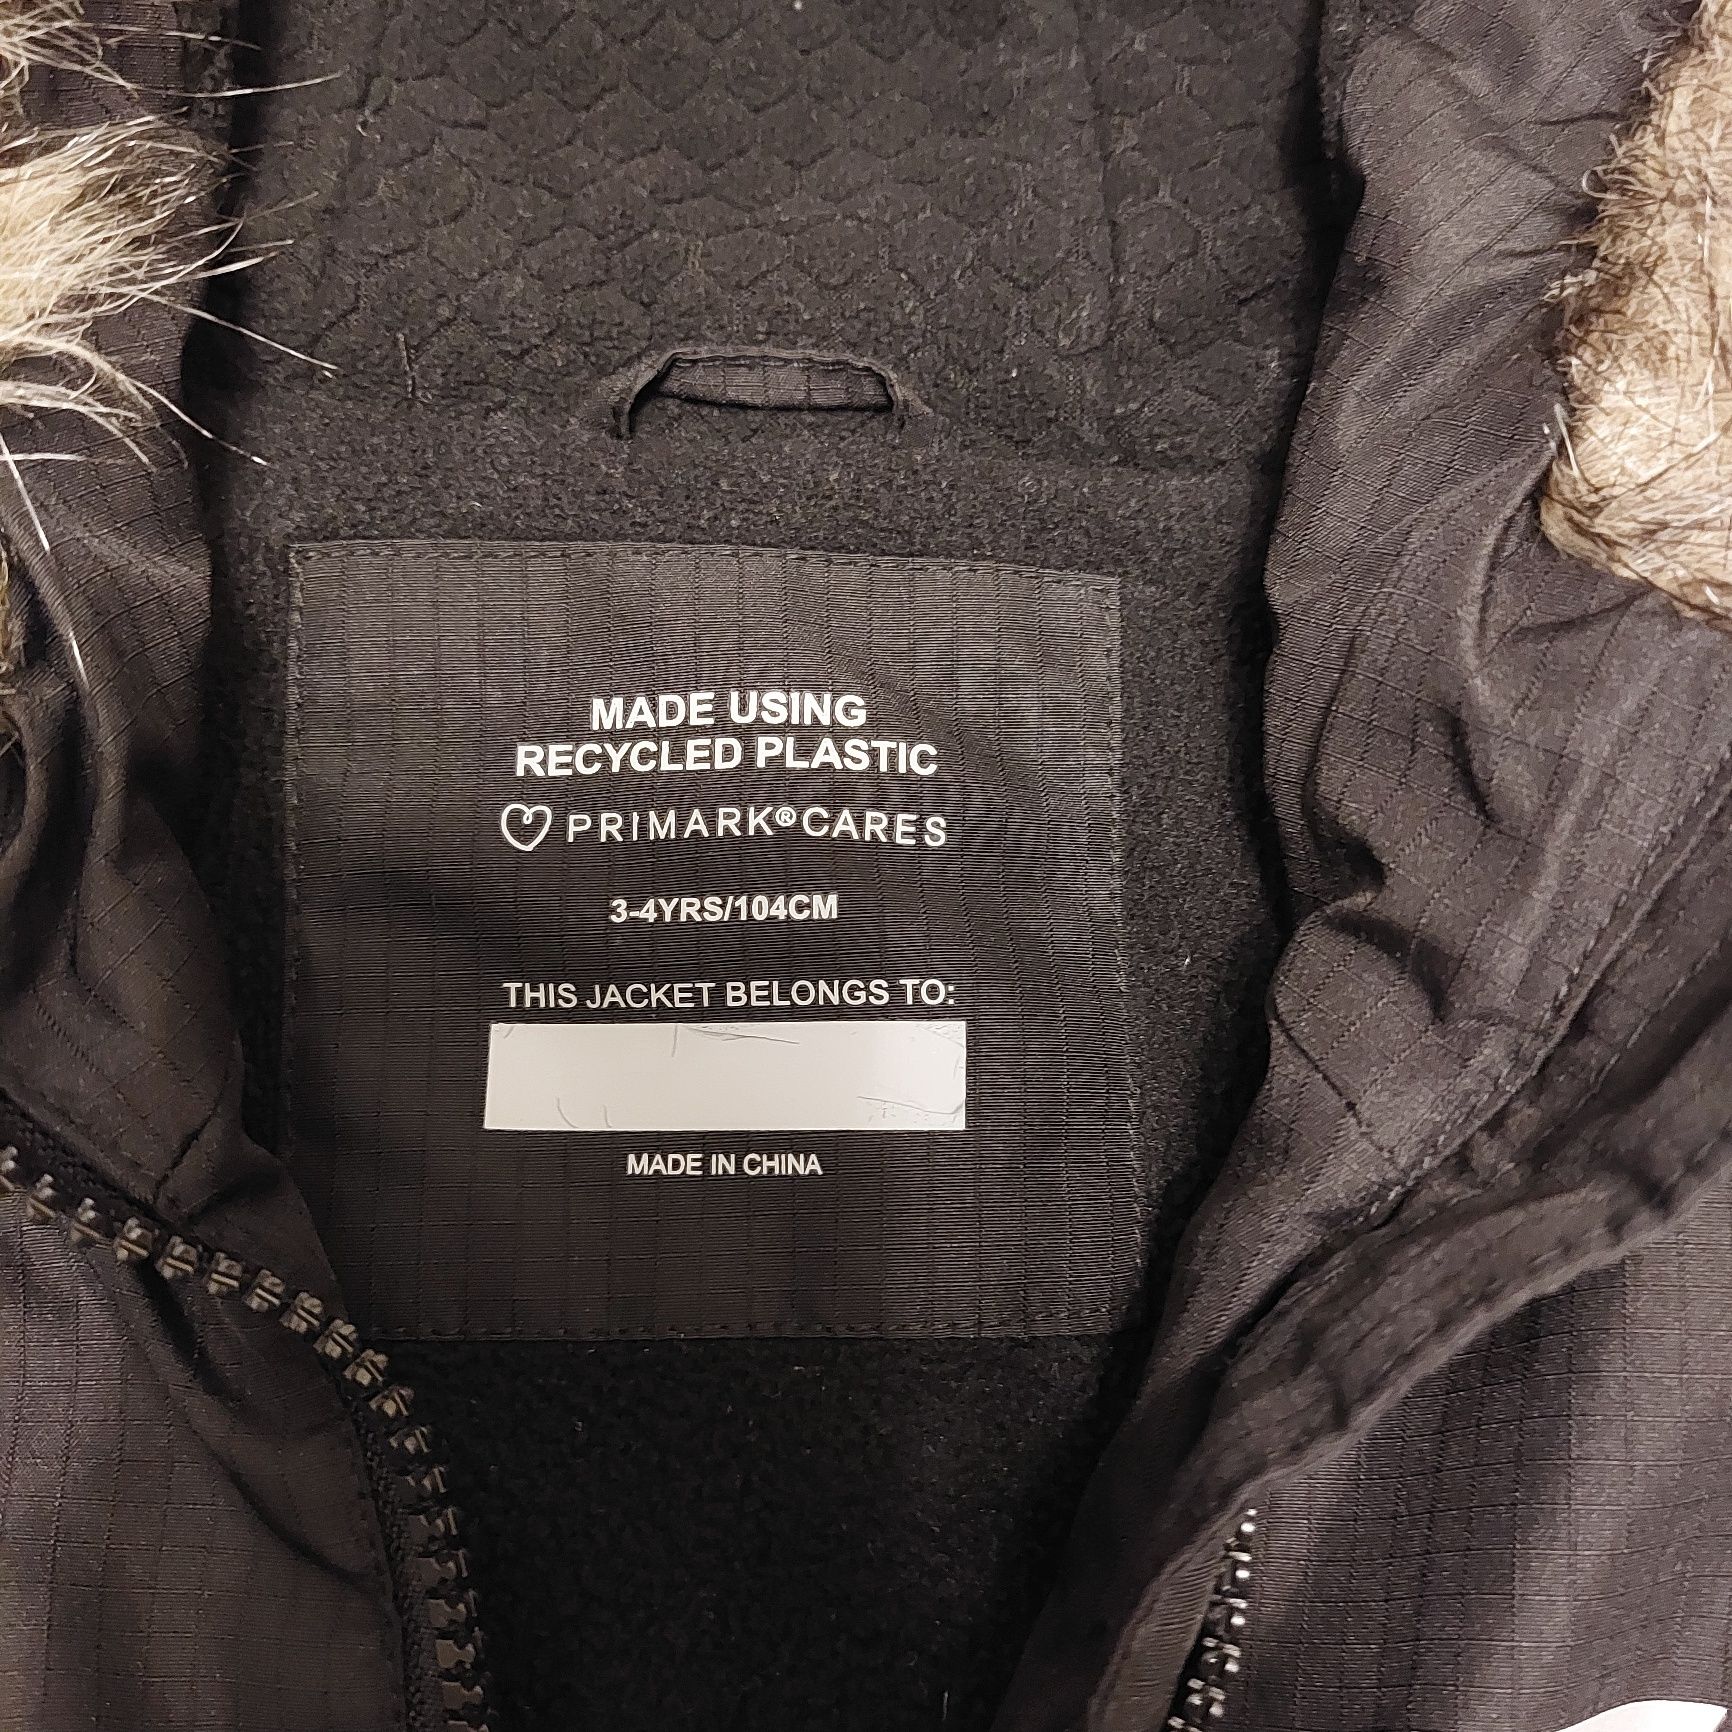 MADE USING
RECYCLED PLASTIC
PRIMARK®CARES
3-4YRS/104CM
THIS JACKET BELONGS TO:
MADE IN CHINA